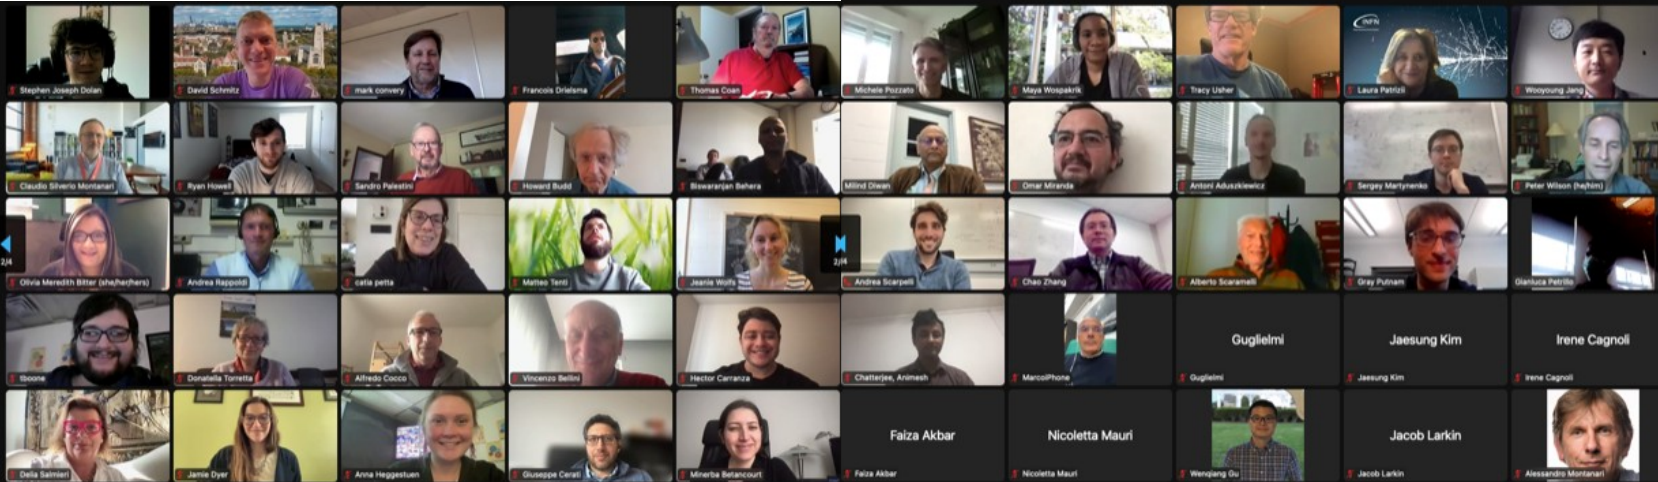 Stephen Joseph Dolan
David Schmitz
mark convery
Francois Drielsma
Thomas Coan
Michele Pozzato
Maya Wospakrik
Tracy Usher
INFN
Laura Patrizii
Wooyoung Jang
Claudio Silverio Montanari
Ryan Howell
Sandro Palestini
Howard Budd
Biswaranjan Behera
Milind Diwan
Omar Miranda
Antoni Aduszkiewicz
Sergey Martynenko
Peter Wilson (he/him)
2/4
Olivia Meredith Bitter (she/her/hers)
Andrea Rappoldi
catia petta
Matteo Tenti
Jeanie Wolfs
2/4
Andrea Scarpelli
Chao Zhang
Alberto Scaramelli
Gray Putnam
Gianluca Petrillo
tboone
Donatella Torretta
Alfredo Cocco
Vincenzo Bellini
Hector Carranza
Chatterjee, Animesh
MarcoiPhone
Guglielmi
Guglielmi
Jaesung Kim
Jaesung Kim
Irene Cagnoli
Irene Cagnoli
Delia Salmieri
Jamie Dyer
Anna Heggestuen
Giuseppe Cerati
Minerba Betancourt
Faiza Akbar
Faiza Akbar
Nicoletta Mauri
Nicoletta Mauri
Wenqiang Gu
Jacob Larkin
Jacob Larkin
Alessandro Montanari